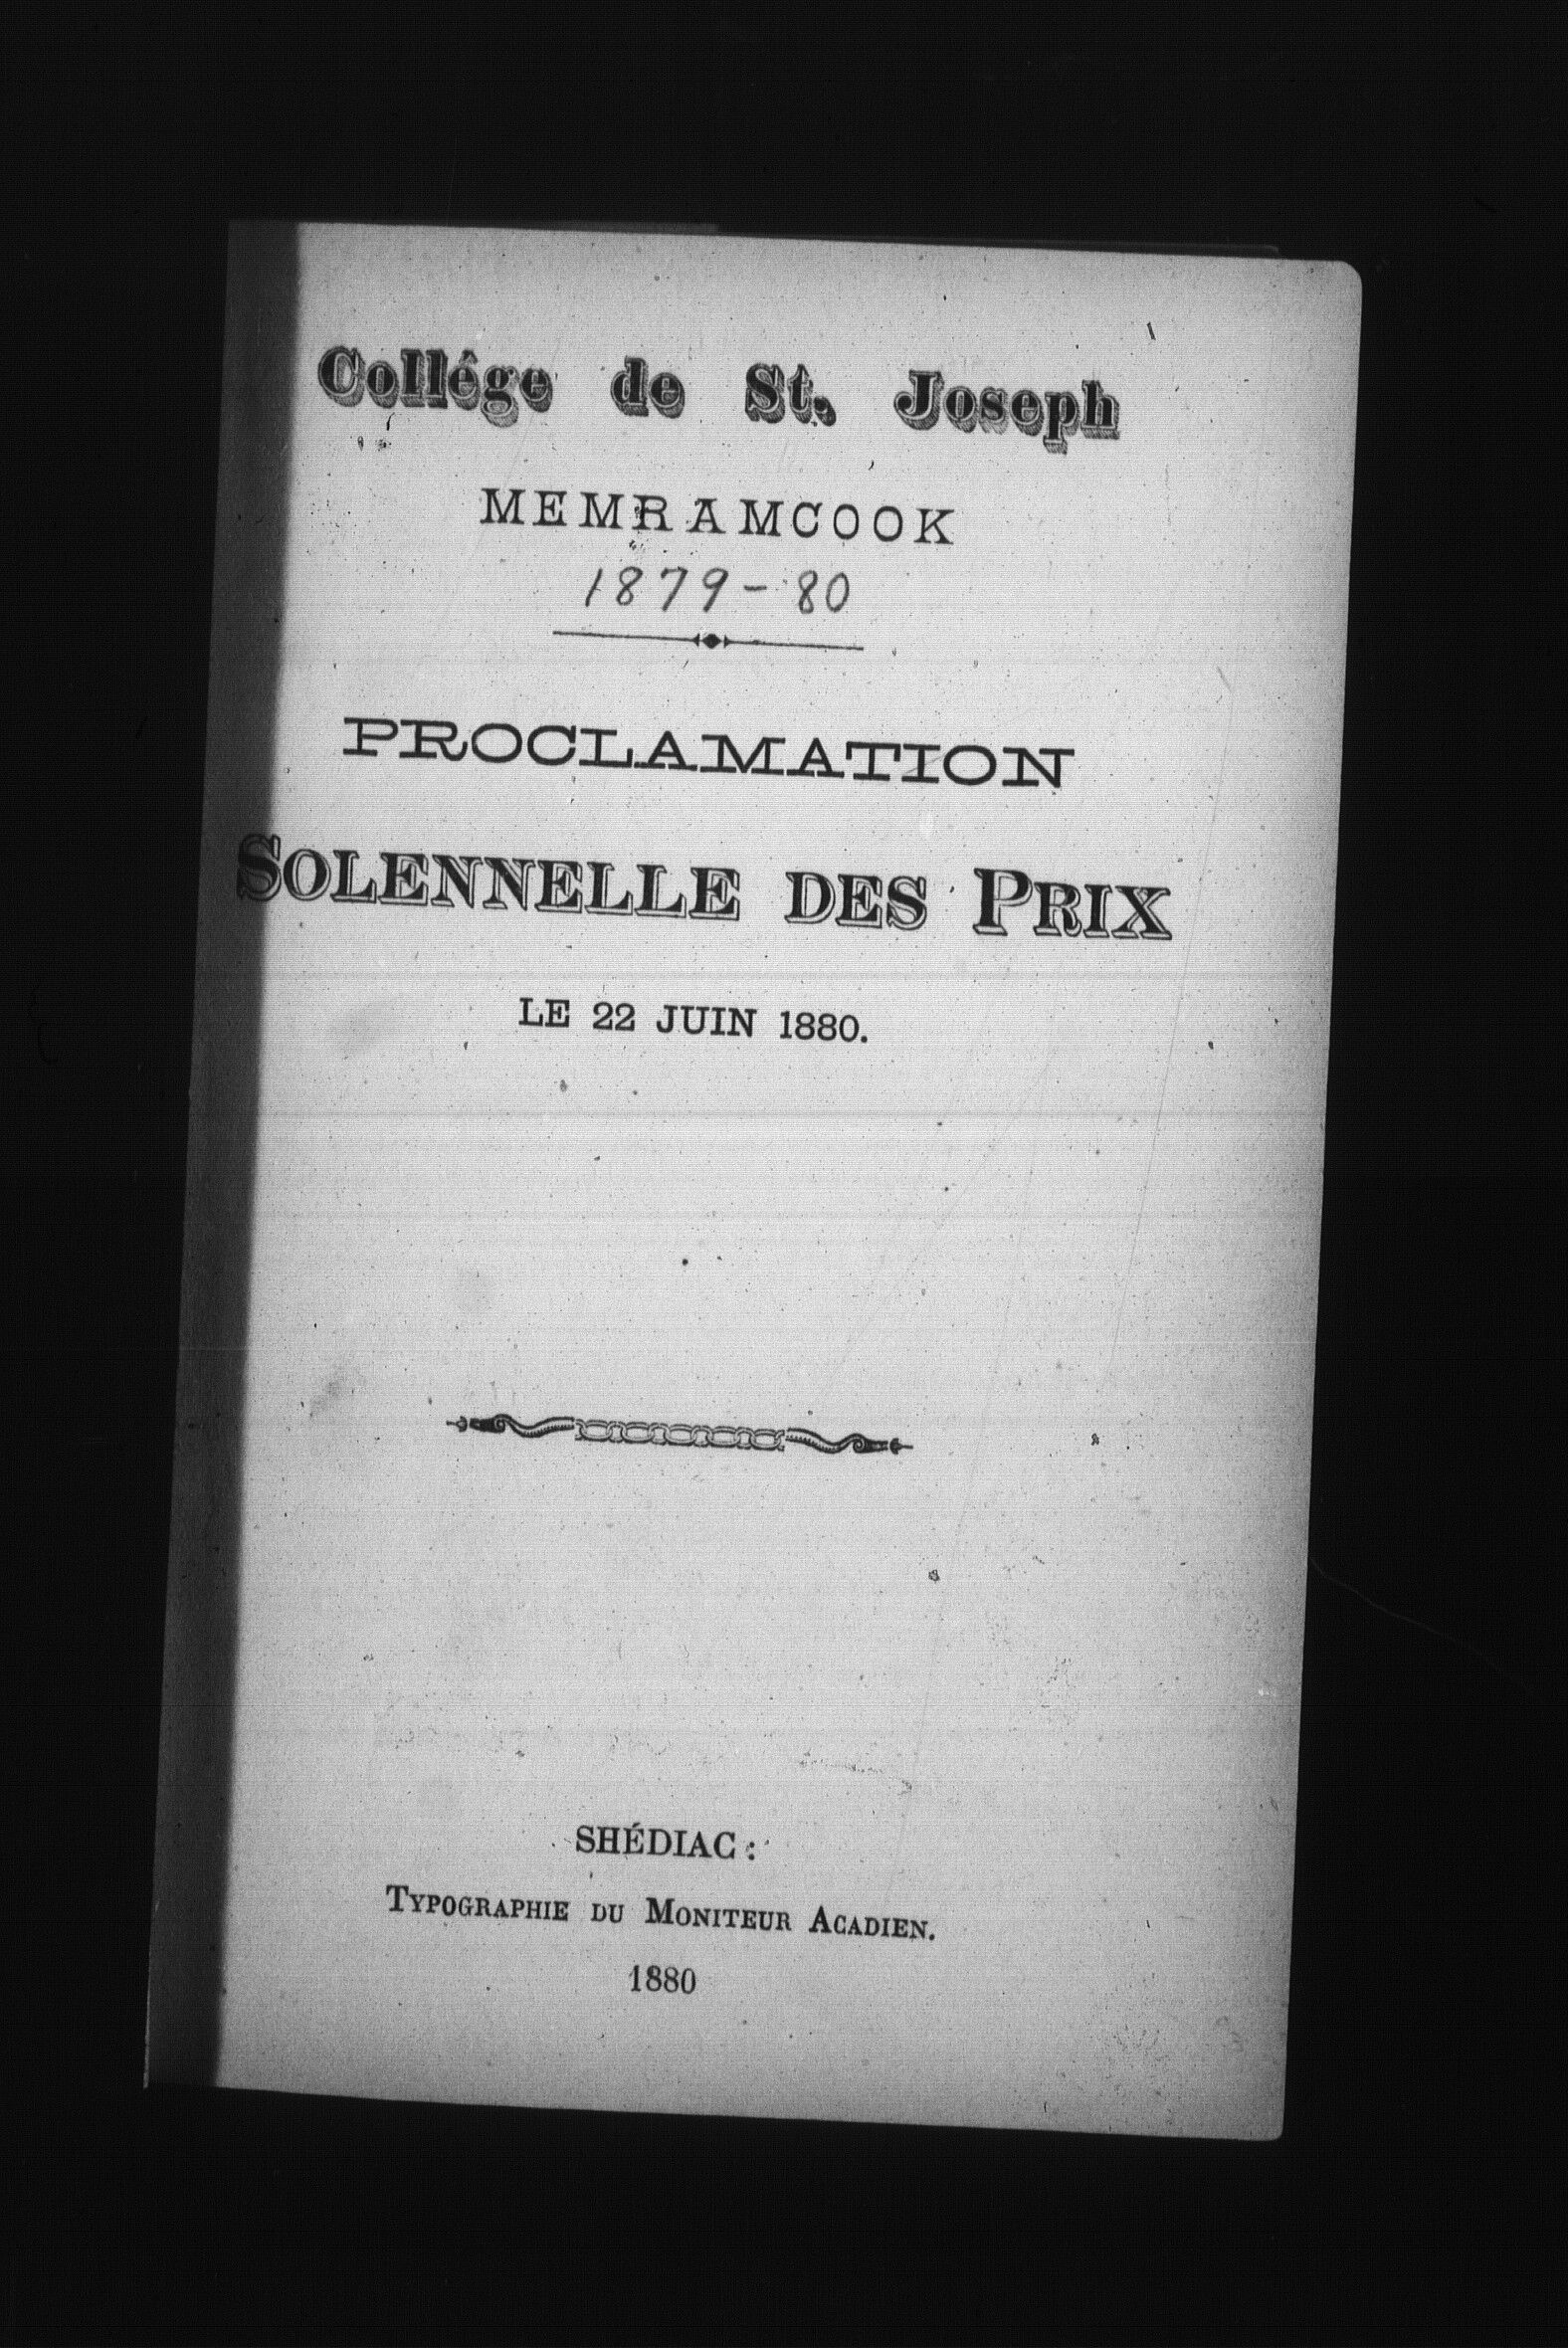 Collége de St. Joseph
MEMRAMCOOK
1879-80
PROCLAMATION
SOLENNELLE DES PRIX
LE 22 JUIN 1880.
SHÉDIAC:
TYPOGRAPHIE DU MONITEUR ACADIEN.
1880